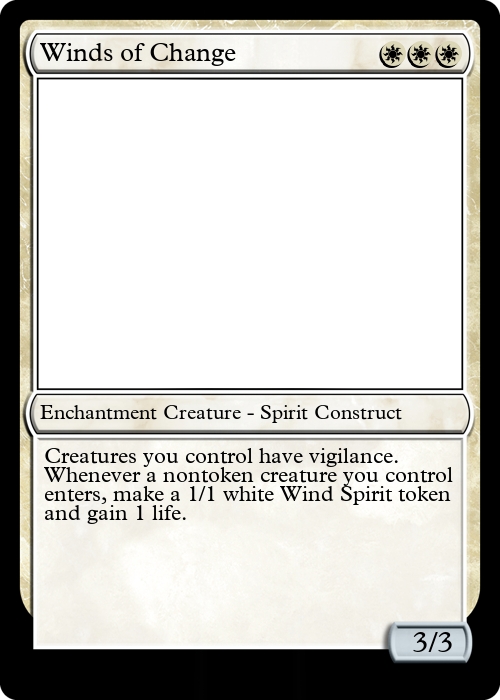 Winds of Change
Enchantment Creature - Spirit Construct
Creatures you control have vigilance.
Whenever a nontoken creature you control
enters, make a 1/1 white Wind Spirit token
and gain 1 life.
3/3